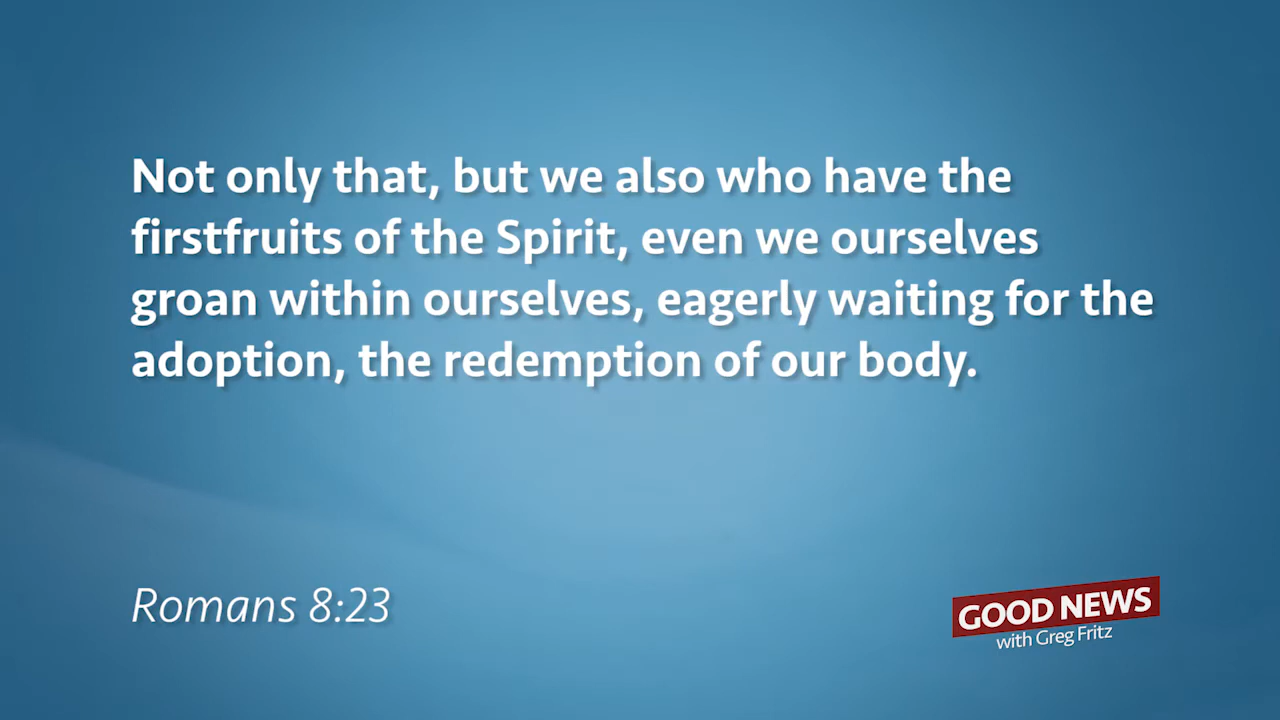 Not only that, but we also who have the
firstfruits of the Spirit, even we ourselves
groan within ourselves, eagerly waiting for the
adoption, the redemption of our body.
Romans 8:23
GOOD NEWS
with Greg Fritz